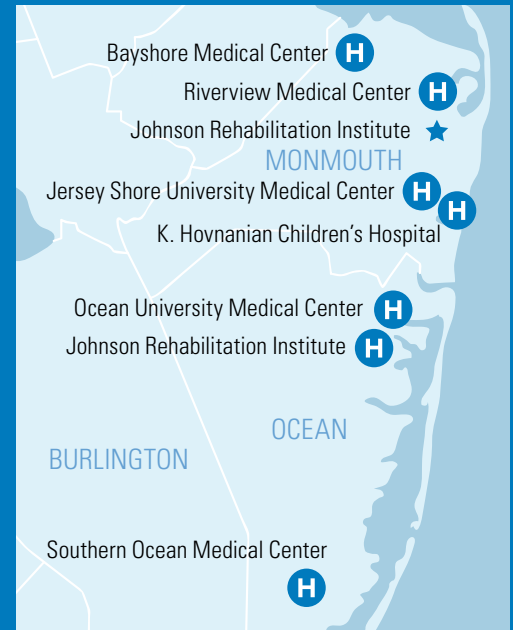 Bayshore Medical Center H
Riverview Medical Center H
Johnson Rehabilitation Institute
MONMOUTH
Jersey Shore University Medical Center H
H
K. Hovnanian Children's Hospital
Ocean University Medical Center H
Johnson Rehabilitation Institute H
OCEAN
BURLINGTON
Southern Ocean Medical Center
H